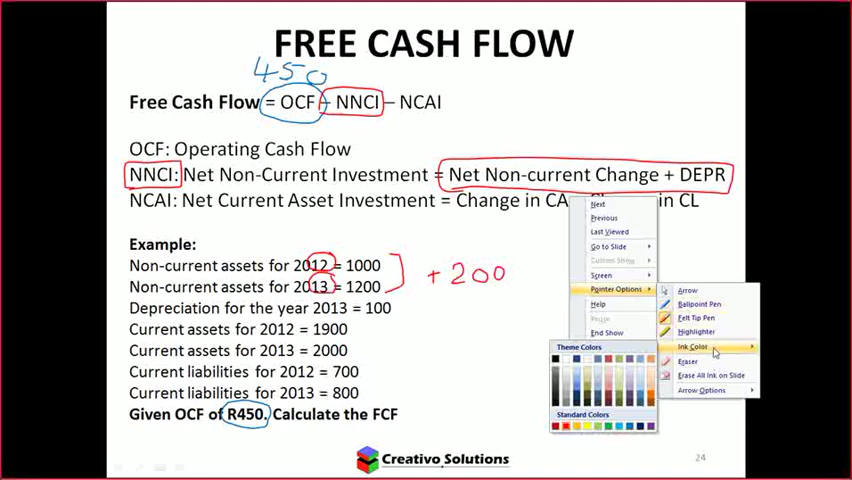 FREE CASH FLOW
450
Free Cash Flow = OCF – NNCI – NCAI
OCF: Operating Cash Flow
NNCI: Net Non-Current Investment = Net Non-current Change + DEPR
NCAI: Net Current Asset Investment = Change in CA in CL
Example:
Non-current assets for 2012 = 1000
Non-current assets for 2013 = 1200
+200
Depreciation for the year 2013 = 100
Current assets for 2012 = 1900
Current assets for 2013 = 2000
Current liabilities for 2012 = 700
Current liabilities for 2013 = 800
Given OCF of R450. Calculate the FCF
Next
Previous
Last Viewed
Go to Slide
Custom Show
Screen
Pointer Options
Help
Pause
End Show
Arrow
Ballpoint Pen
Felt Tip Pen
Highlighter
Ink Color
Eraser
Erase All Ink on Slide
Arrow Options
Theme Colors
Standard Colors
Creativo Solutions
24